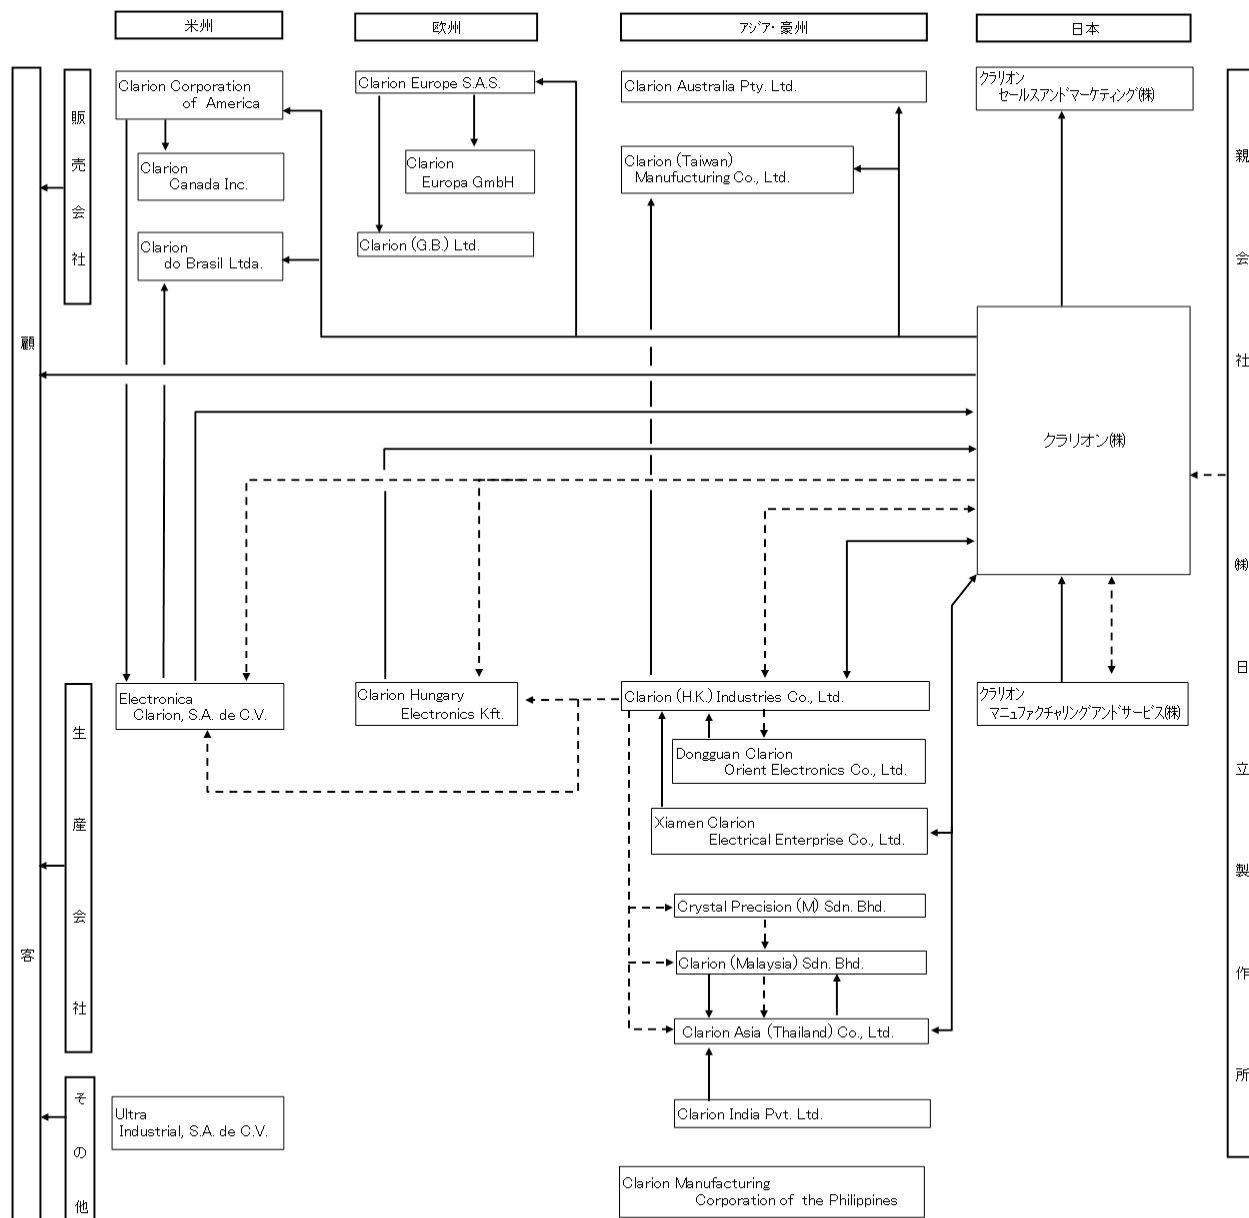 米州
欧州
アジア・豪州
日本
販売会社
Clarion Corporation
of America
Clarion
Canada Inc.
Clarion
do Brasil Ltda.
Clarion Europe S.A.S.
Clarion
Europa GmbH
Clarion (G.B.) Ltd.
Clarion Australia Pty. Ltd.
Clarion (Taiwan)
Manufucturing Co., Ltd.
クラリオン
セールスアンドマーケティング(株)
親会社 (株)日立製作所
顧客
クラリオン(株)
生産会社
Electronica
Clarion, S.A. de C.V.
Clarion Hungary
Electronics Kft.
Clarion (H.K.) Industries Co., Ltd.
Dongguan Clarion
Orient Electronics Co., Ltd.
Xiamen Clarion
Electrical Enterprise Co., Ltd.
Crystal Precision (M) Sdn. Bhd.
Clarion (Malaysia) Sdn. Bhd.
Clarion Asia (Thailand) Co., Ltd.
Clarion India Pvt. Ltd.
クラリオン
マニュファクチャリングアンドサービス(株)
その他
Ultra
Industrial, S.A. de C.V.
Clarion Manufacturing
Corporation of the Philippines